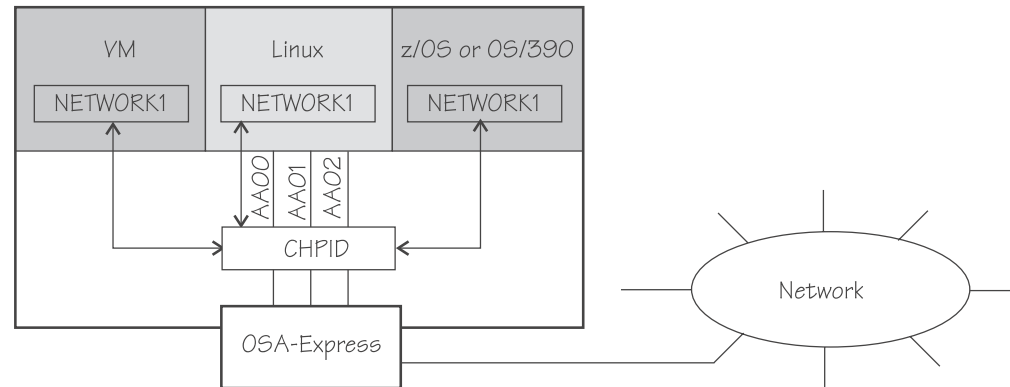 VM
Linux
z/OS or OS/390
NETWORK1
NETWORK1
NETWORK1
AA00
AA01
AA02
CHPID
Network
OSA-Express